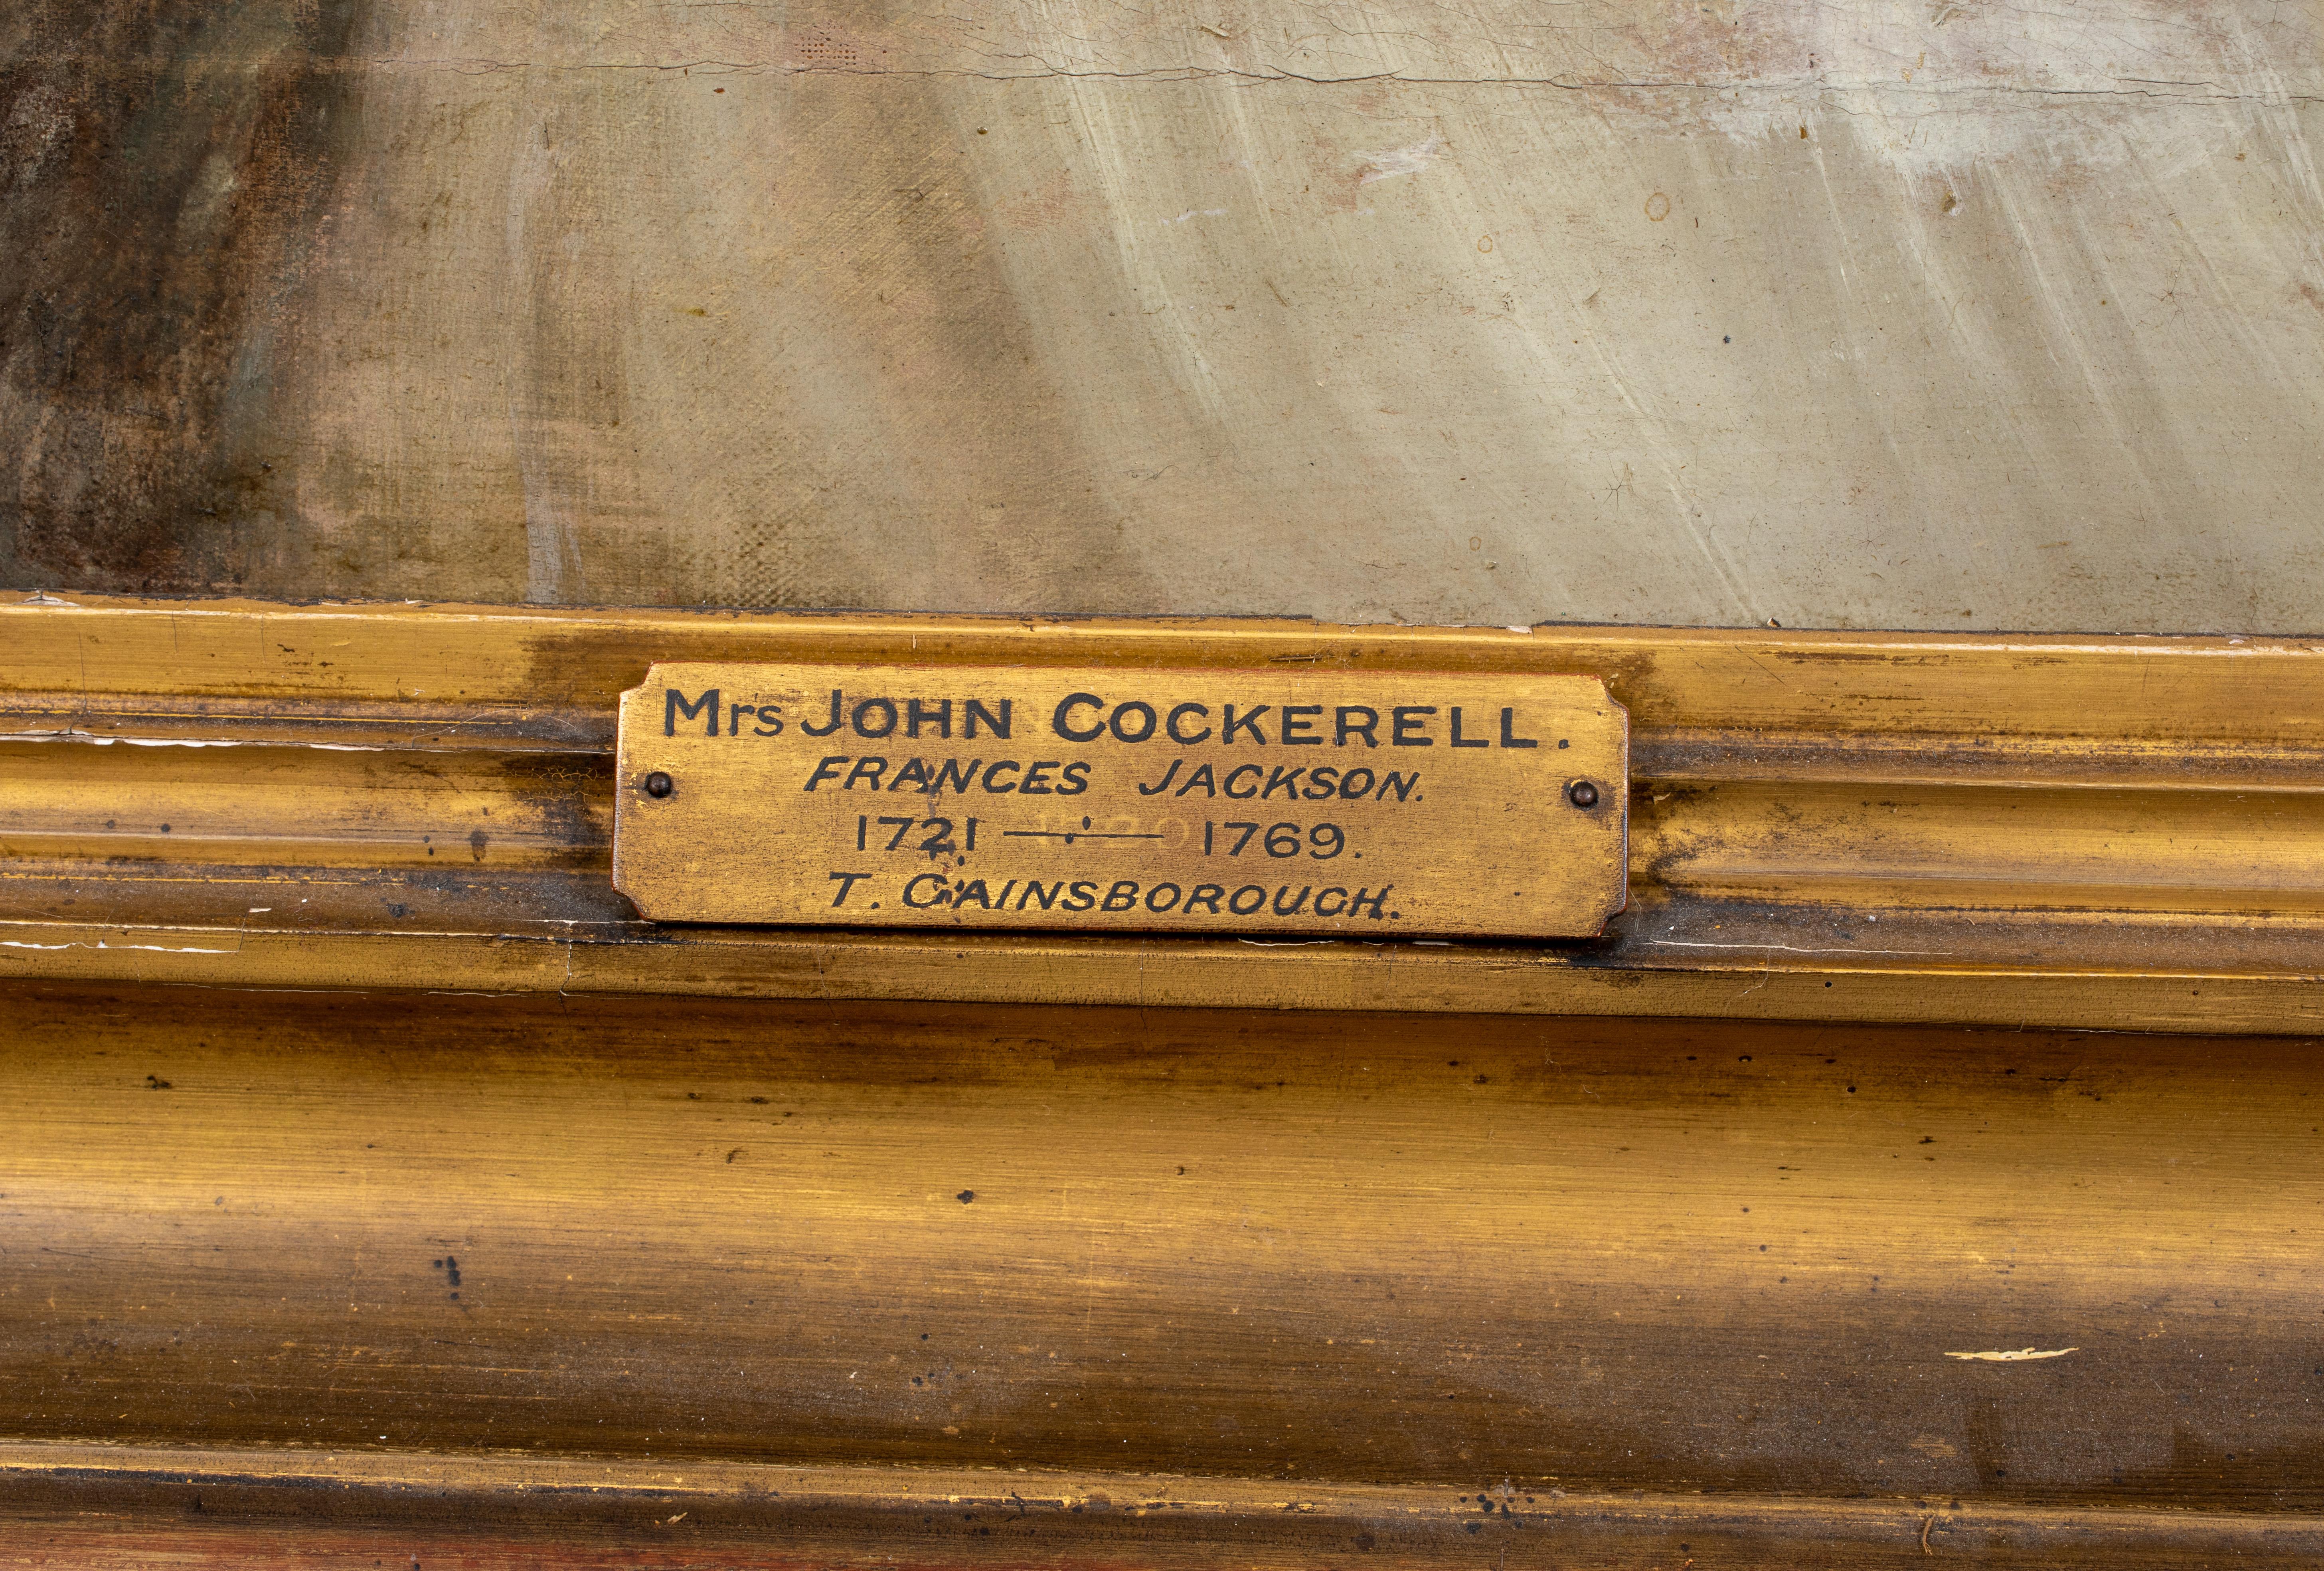 Mrs JOHN COCKERELL.
FRANCES JACKSON.
1721 — 1769.
T. GAINSBOROUGH.